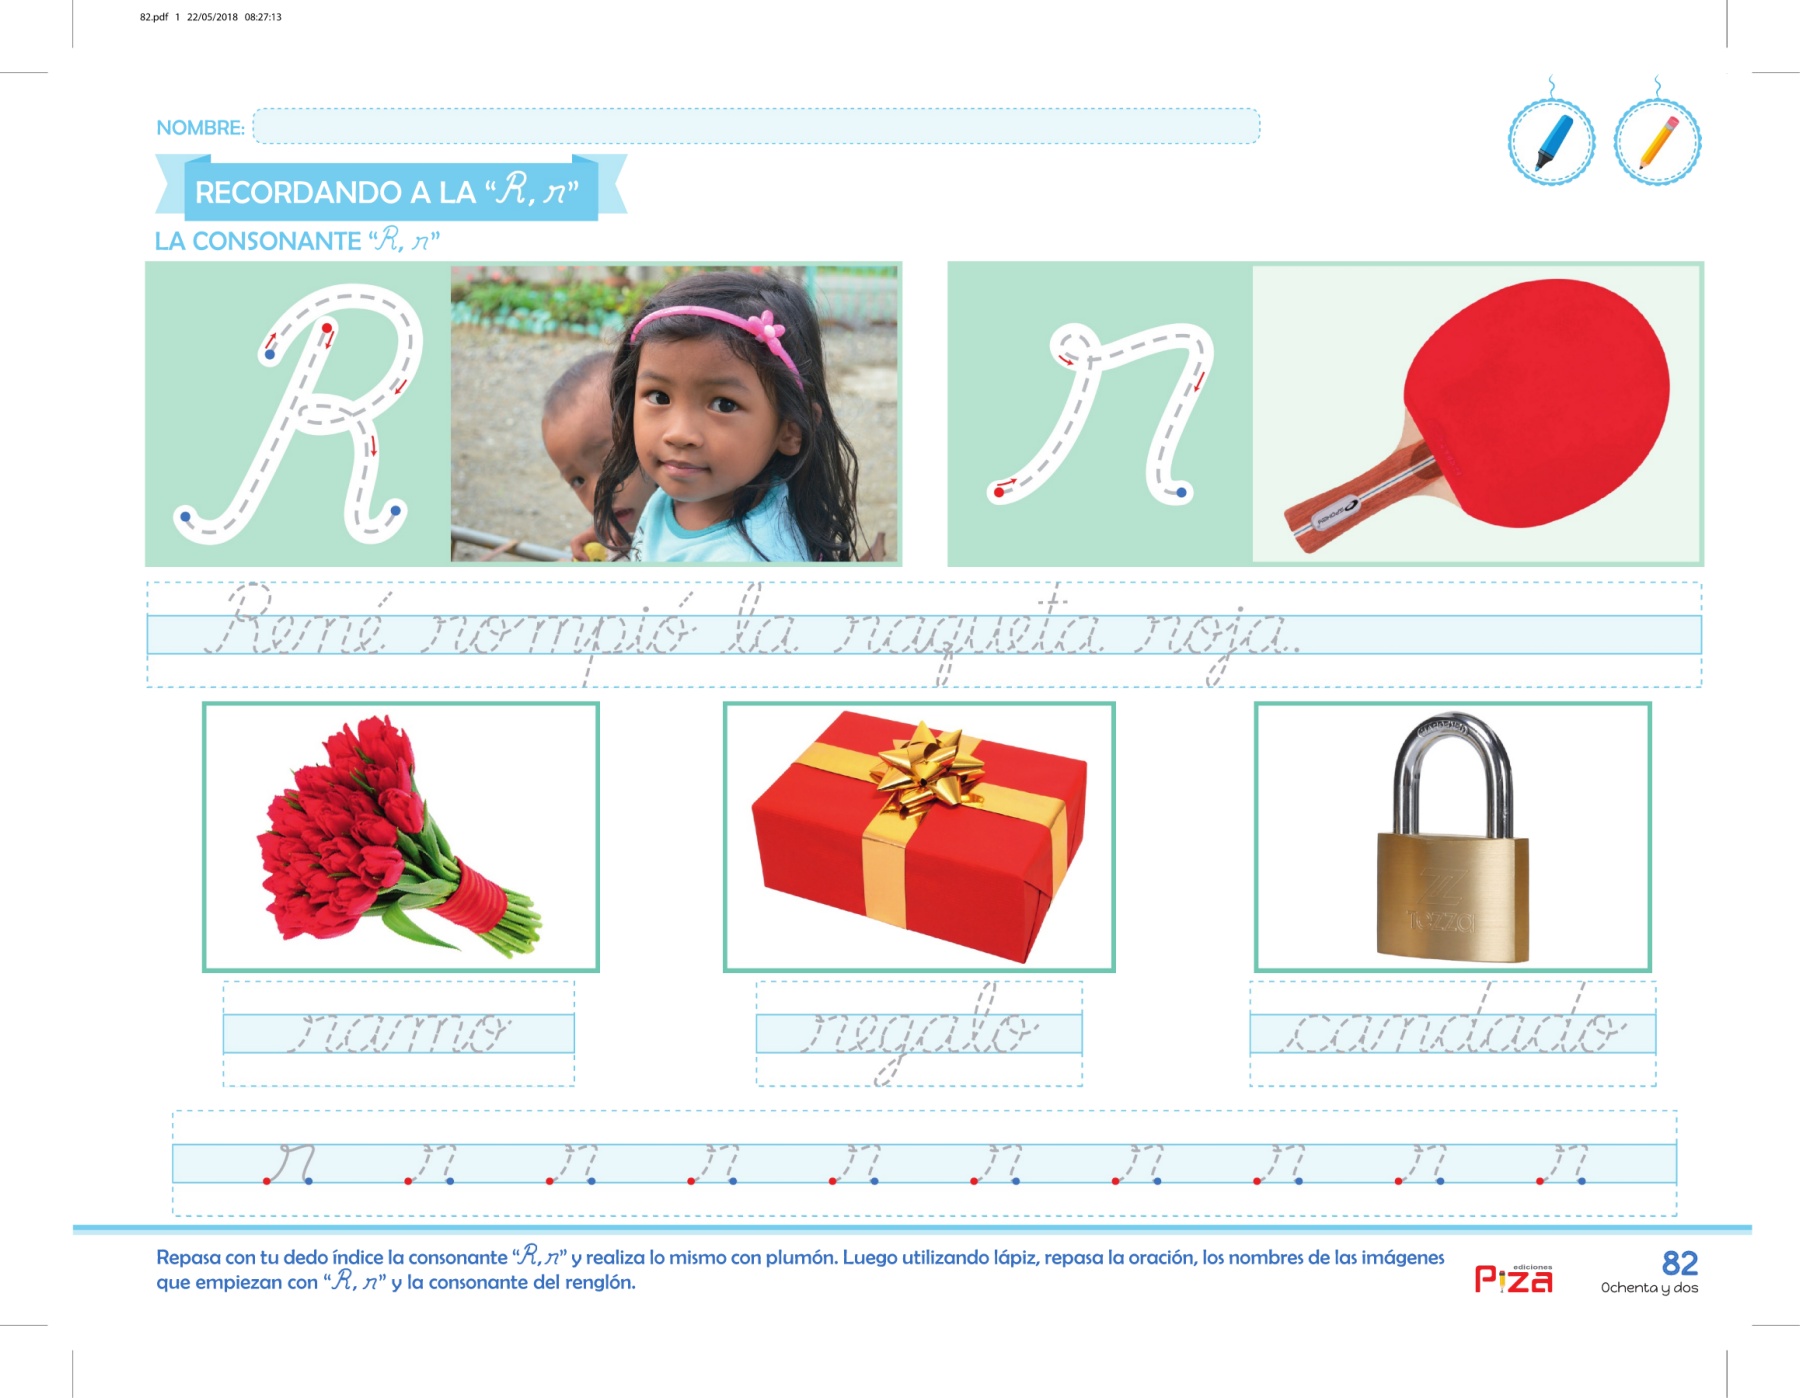 82.pdf 1 22/05/2018 08:27:13
NOMBRE:
RECORDANDO A LA “R, r”
LA CONSONANTE “R, r”
R
r
René rompió la raqueta roja.
Tezza
ramo
regalo
candado
r r r r r r r r r r
Repasa con tu dedo índice la consonante “R, r” y realiza lo mismo con plumón. Luego utilizando lápiz, repasa la oración, los nombres de las imágenes
que empiezan con “R, r” y la consonante del renglón.
ediciones
Piza
82
Ochenta y dos